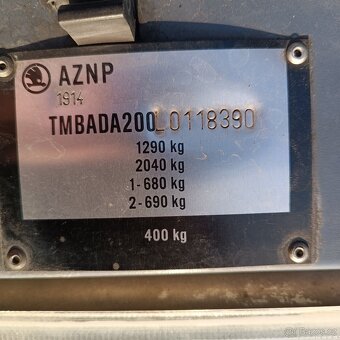 AZNP
1914
TMBADA200L0118390
1290 kg
2040 kg
1-680 kg
2-690 kg
400 kg